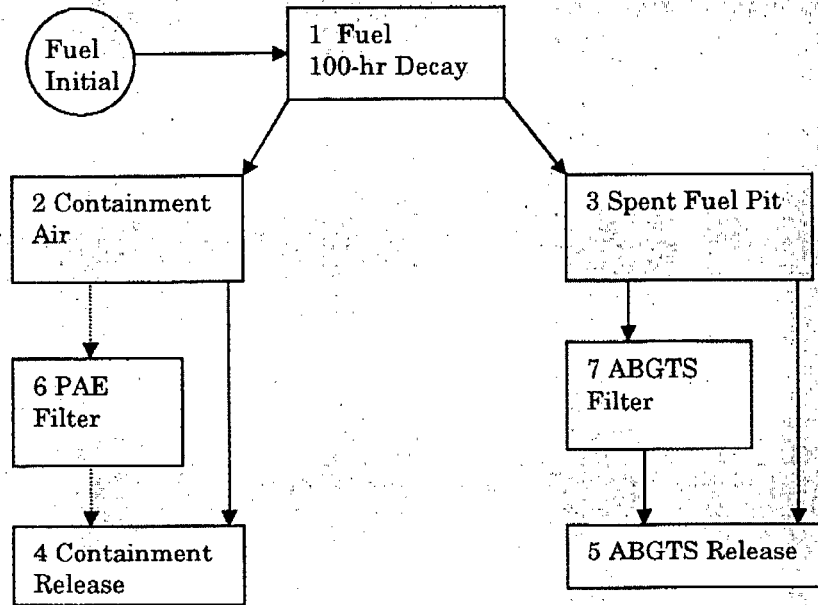 Fuel
Initial
1 Fuel
100-hr Decay
2 Containment
Air
3 Spent Fuel Pit
6 PAE
Filter
7 ABGTS
Filter
4 Containment
Release
5 ABGTS Release